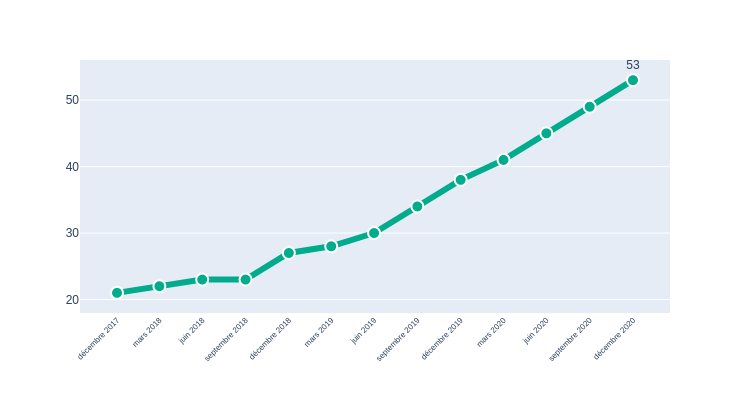 53
50
40
30
20
décembre 2017
mars 2018
juin 2018
septembre 2018
décembre 2018
mars 2019
juin 2019
septembre 2019
décembre 2019
mars 2020
juin 2020
septembre 2020
décembre 2020